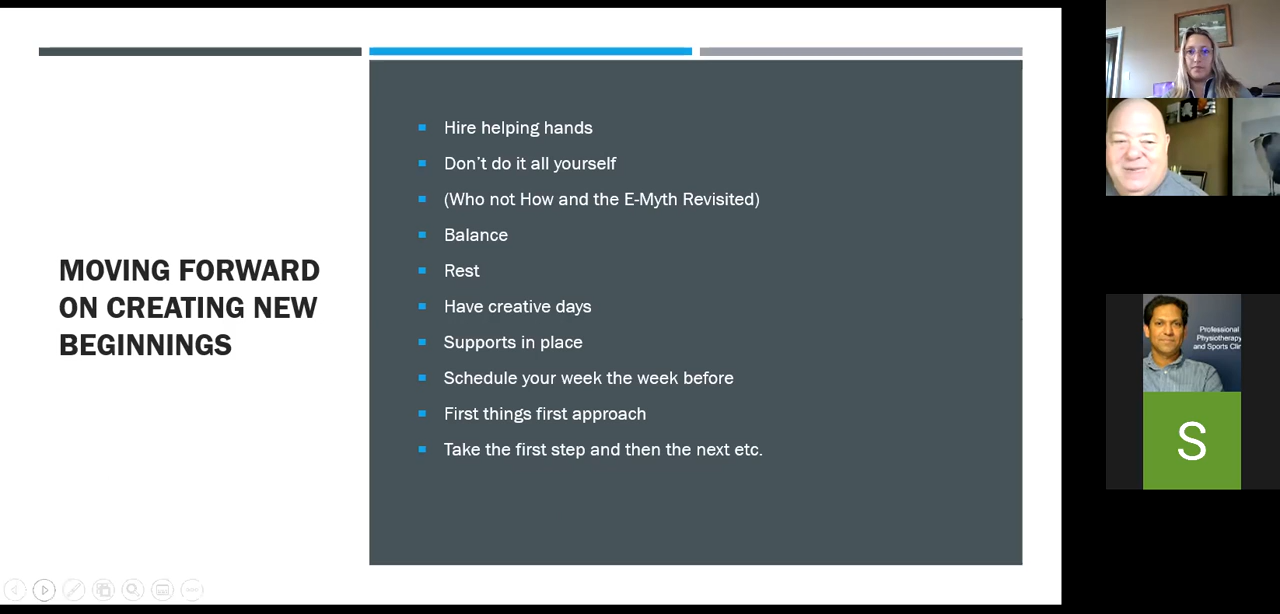 MOVING FORWARD
ON CREATING NEW
BEGINNINGS
Hire helping hands
Don't do it all yourself
(Who not How and the E-Myth Revisited)
Balance
Rest
Have creative days
Supports in place
Schedule your week the week before
First things first approach
Take the first step and then the next etc.
Professional
Physiotherapy
and Sports Clin
S